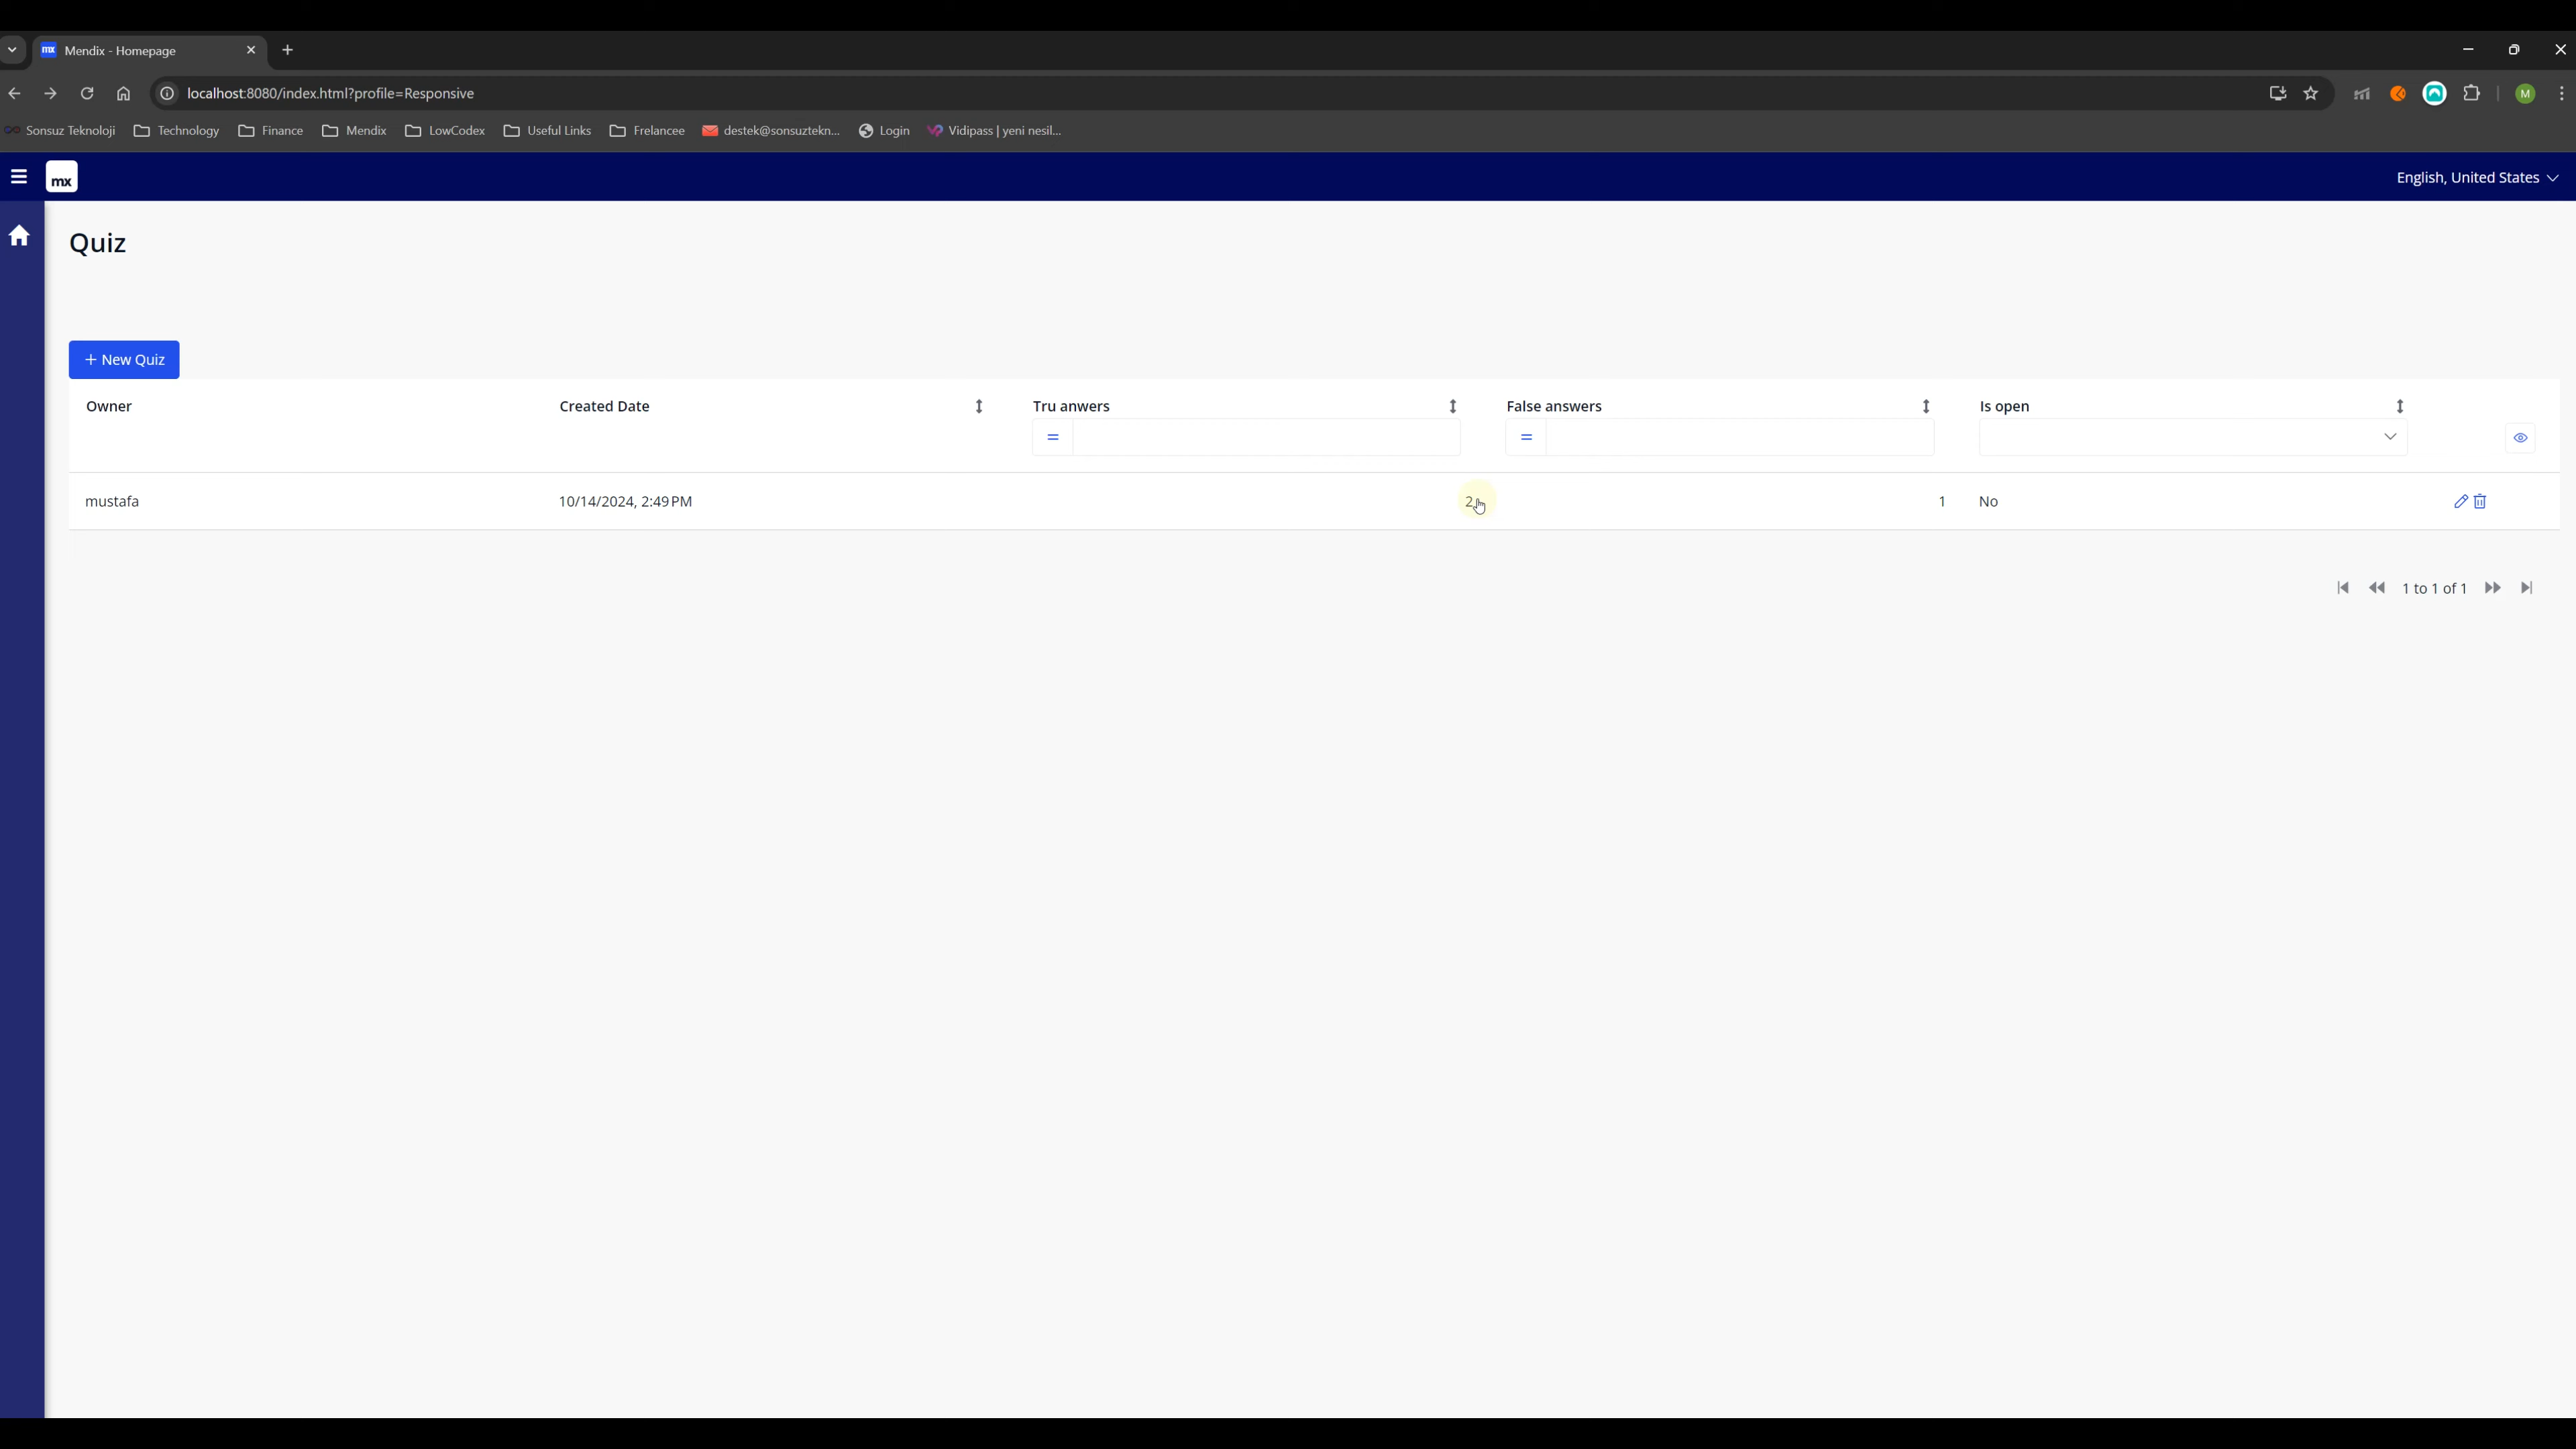 mx Mendix - Homepage
localhost:8080/index.html?profile=Responsive
M
Sonsuz Teknoloji Technology Finance Mendix LowCodex Useful Links Frelancee destek@sonsuztekn... Login Vidipass | yeni nesil...
mx
English, United States
Quiz
+ New Quiz
Owner Created Date Tru anwers False answers Is open
= =
mustafa 10/14/2024, 2:49 PM 2 1 No
1 to 1 of 1